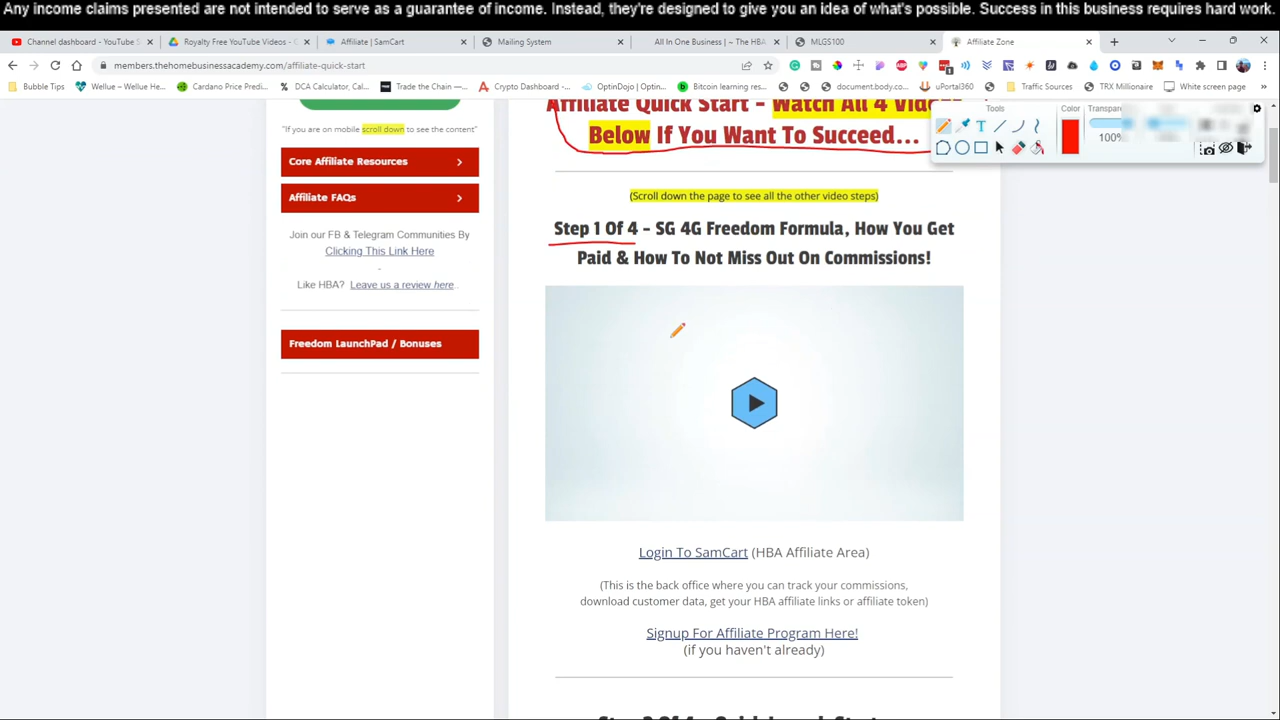 Any income claims presented are not intended to serve as a guarantee of income. Instead, they're designed to give you an idea of what's possible. Success in this business requires hard work.
Channel dashboard - YouTube S
Royalty Free YouTube Videos -
Affiliate | SamCart
Mailing System
All In One Business | ~ The HBA
MLGS100
Affiliate Zone
members.thehomebusinessacademy.com/affiliate-quick-start
Bubble Tips
Wellue – Wellue He...
Cardano Price Predi...
DCA Calculator, Cal...
Trade the Chain —...
Crypto Dashboard -...
OptinDojo | Optin...
Bitcoin learning res...
document.body.co...
uPortal360
Traffic Sources
TRX Millionaire
White screen page
Tools
Color
Transpare
100%
"If you are on mobile scroll down to see the content"
Core Affiliate Resources
Affiliate FAQs
Join our FB & Telegram Communities By
Clicking This Link Here
-
Like HBA? Leave us a review here.
Freedom LaunchPad / Bonuses
Affiliate Quick Start - Watch All 4 Videos
Below If You Want To Succeed...
(Scroll down the page to see all the other video steps)
Step 1 Of 4 - SG 4G Freedom Formula, How You Get
Paid & How To Not Miss Out On Commissions!
Login To SamCart (HBA Affiliate Area)
(This is the back office where you can track your commissions,
download customer data, get your HBA affiliate links or affiliate token)
Signup For Affiliate Program Here!
(if you haven't already)